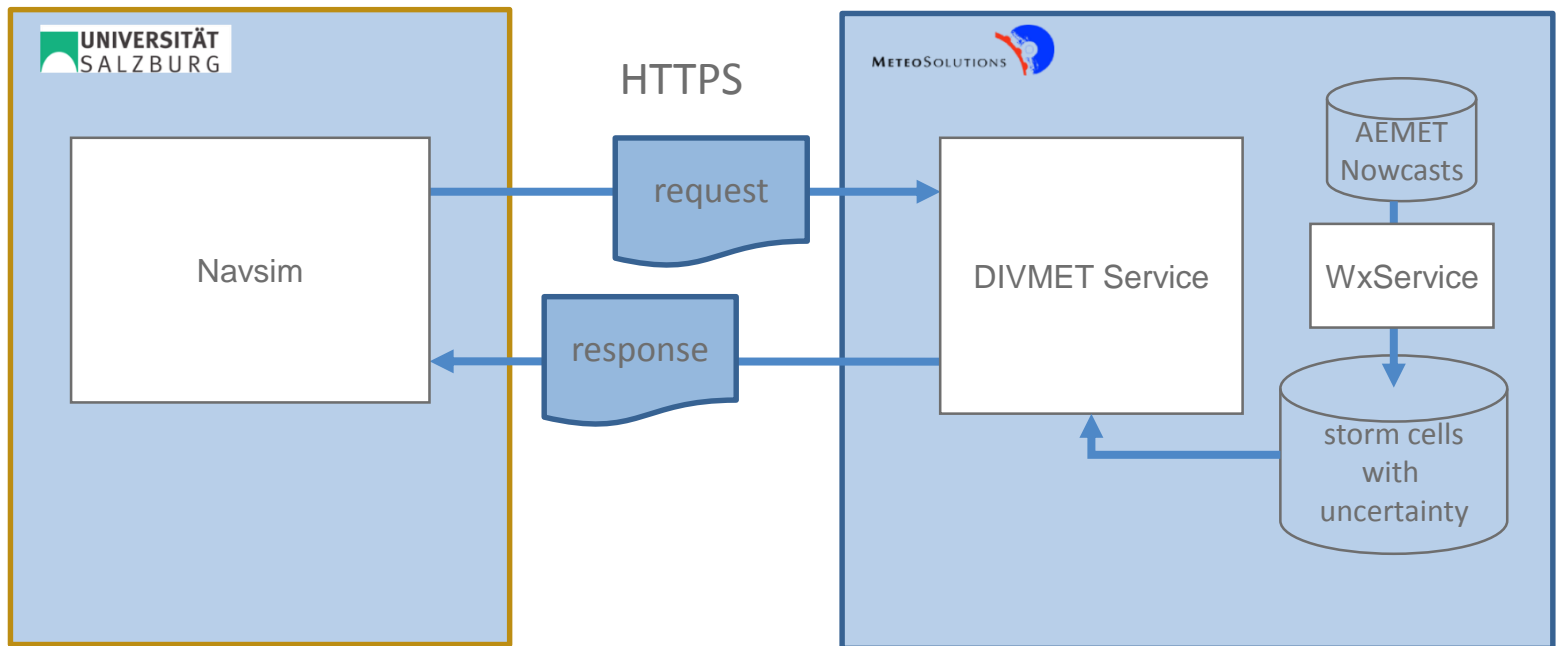 UNIVERSITÄT
SALZBURG
METEOSOLUTIONS
HTTPS
AEMET
Nowcasts
request
Navsim
DIVMET Service
WxService
response
storm cells
with
uncertainty